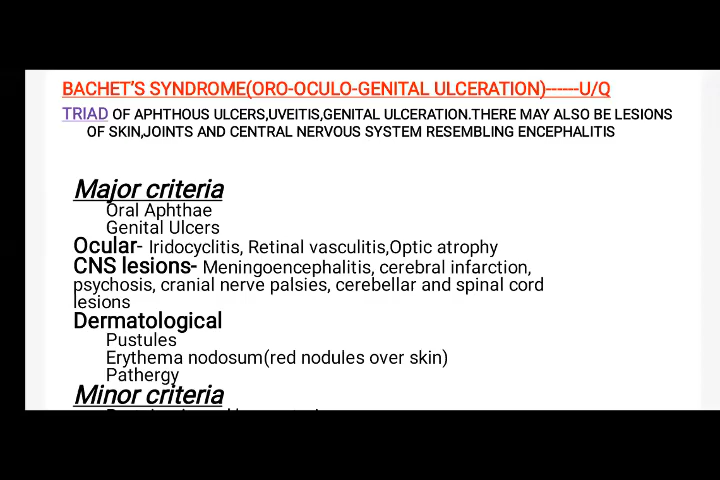 BACHET'S SYNDROME(ORO-OCULO-GENITAL ULCERATION)------U/Q
TRIAD OF APHTHOUS ULCERS,UVEITIS,GENITAL ULCERATION.THERE MAY ALSO BE LESIONS
OF SKIN,JOINTS AND CENTRAL NERVOUS SYSTEM RESEMBLING ENCEPHALITIS
Major criteria
Oral Aphthae
Genital Ulcers
Ocular- Iridocyclitis, Retinal vasculitis,Optic atrophy
CNS lesions- Meningoencephalitis, cerebral infarction,
psychosis, cranial nerve palsies, cerebellar and spinal cord
lesions
Dermatological
Pustules
Erythema nodosum(red nodules over skin)
Pathergy
Minor criteria